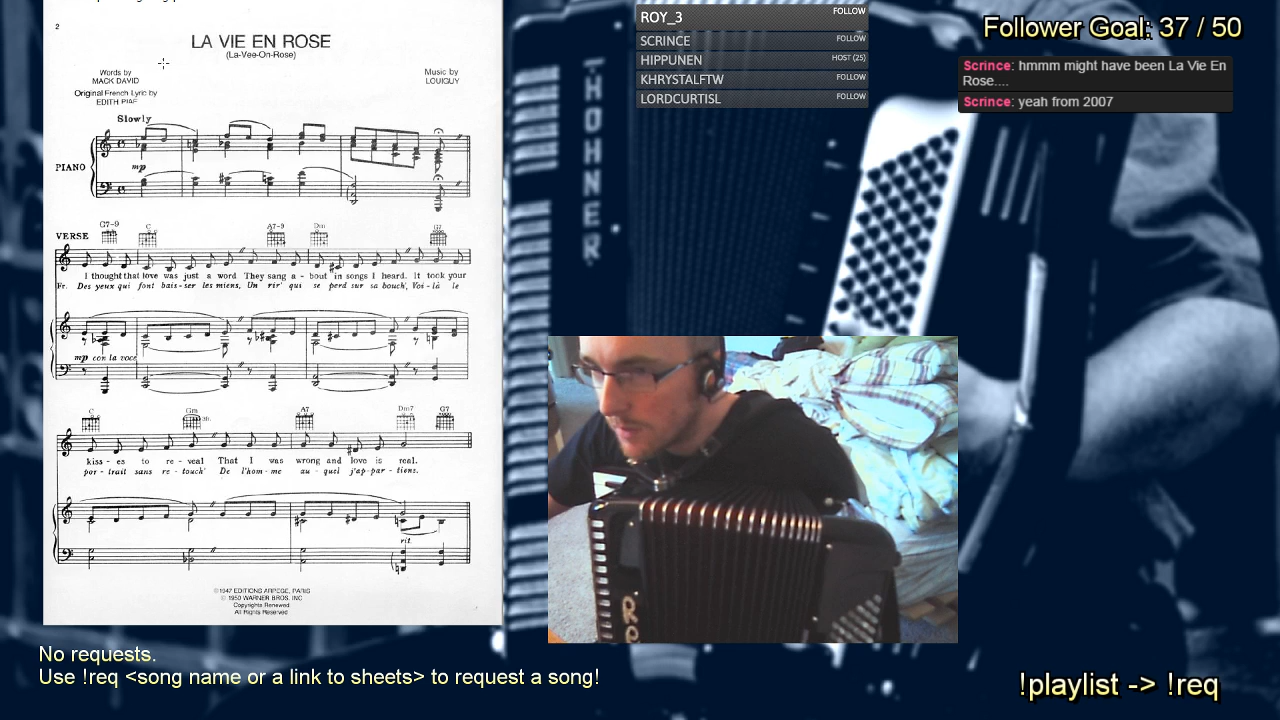 2
LA VIE EN ROSE
(La-Vee-On-Rose)
Words by
MACK DAVID
Original French Lyric by
EDITH PIAF
Music by
LOUIGUY
Slowly
PIANO
mp
G7-9 C A7-9 Dm G7
VERSE
I thought that love was just a word They sang a - bout in songs I heard. It took your
Fr. Des yeux qui font bais - ser les miens, Un rir' qui se perd sur sa bouch', Voi - là le
mp con la voce
C Gm A7 Dm7 G7
kiss - es to re - veal That I was wrong and love is real.
por - trait sans re - touch' De l'hom - me au - quel j'ap - par - tiens.
rit.
©1947 EDITIONS ARPEGE, PARIS
© 1950 WARNER BROS. INC
Copyrights Renewed
All Rights Reserved
HOHNER
ROY_3 FOLLOW
SCRINCE FOLLOW
HIPPUNEN HOST (25)
KHRYSTALFTW FOLLOW
LORDCURTISL FOLLOW
Follower Goal: 37 / 50
Scrince: hmmm might have been La Vie En
Rose....
Scrince: yeah from 2007
No requests.
Use !req <song name or a link to sheets> to request a song!
!playlist -> !req